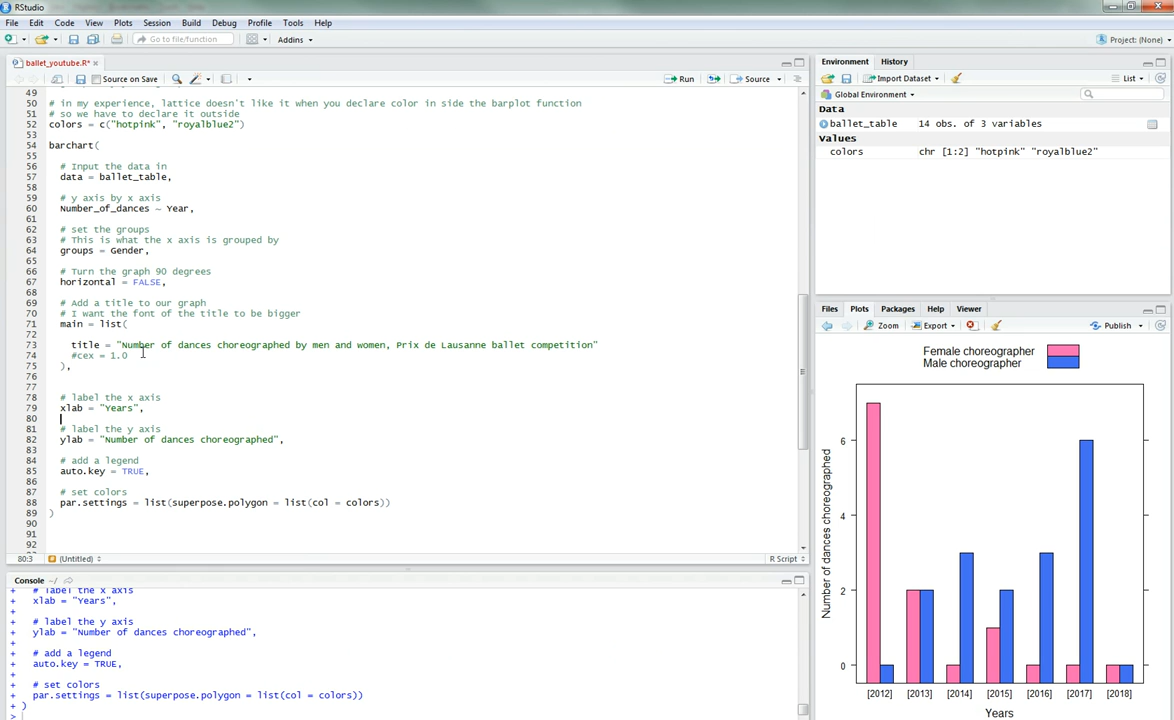 RStudio
File Edit Code View Plots Session Build Debug Profile Tools Help
Go to file/function Addins Project: (None)
ballet_youtube.R*
Source on Save Run Source
49
50 # in my experience, lattice doesn't like it when you declare color in side the barplot function
51 # so we have to declare it outside
52 colors = c("hotpink", "royalblue2")
53
54 barchart(
55
56 # Input the data in
57 data = ballet_table,
58
59 # y axis by x axis
60 Number_of_dances ~ Year,
61
62 # set the groups
63 # This is what the x axis is grouped by
64 groups = Gender,
65
66 # Turn the graph 90 degrees
67 horizontal = FALSE,
68
69 # Add a title to our graph
70 # I want the font of the title to be bigger
71 main = list(
72
73 title = "Number of dances choreographed by men and women, Prix de Lausanne ballet competition"
74 #cex = 1.0
75 ),
76
77
78 # label the x axis
79 xlab = "Years",
80
81 # label the y axis
82 ylab = "Number of dances choreographed",
83
84 # add a legend
85 auto.key = TRUE,
86
87 # set colors
88 par.settings = list(superpose.polygon = list(col = colors))
89 )
90
91
92
80:3 (Untitled) R Script
Console ~/
+ # label the x axis
+ xlab = "Years",
+
+ # label the y axis
+ ylab = "Number of dances choreographed",
+
+ # add a legend
+ auto.key = TRUE,
+
+ # set colors
+ par.settings = list(superpose.polygon = list(col = colors))
+ )
>
Environment History
Import Dataset List
Global Environment
Data
ballet_table 14 obs. of 3 variables
Values
colors chr [1:2] "hotpink" "royalblue2"
Files Plots Packages Help Viewer
Zoom Export Publish
Female choreographer
Male choreographer
Number of dances choreographed
6
4
2
0
[2012] [2013] [2014] [2015] [2016] [2017] [2018]
Years